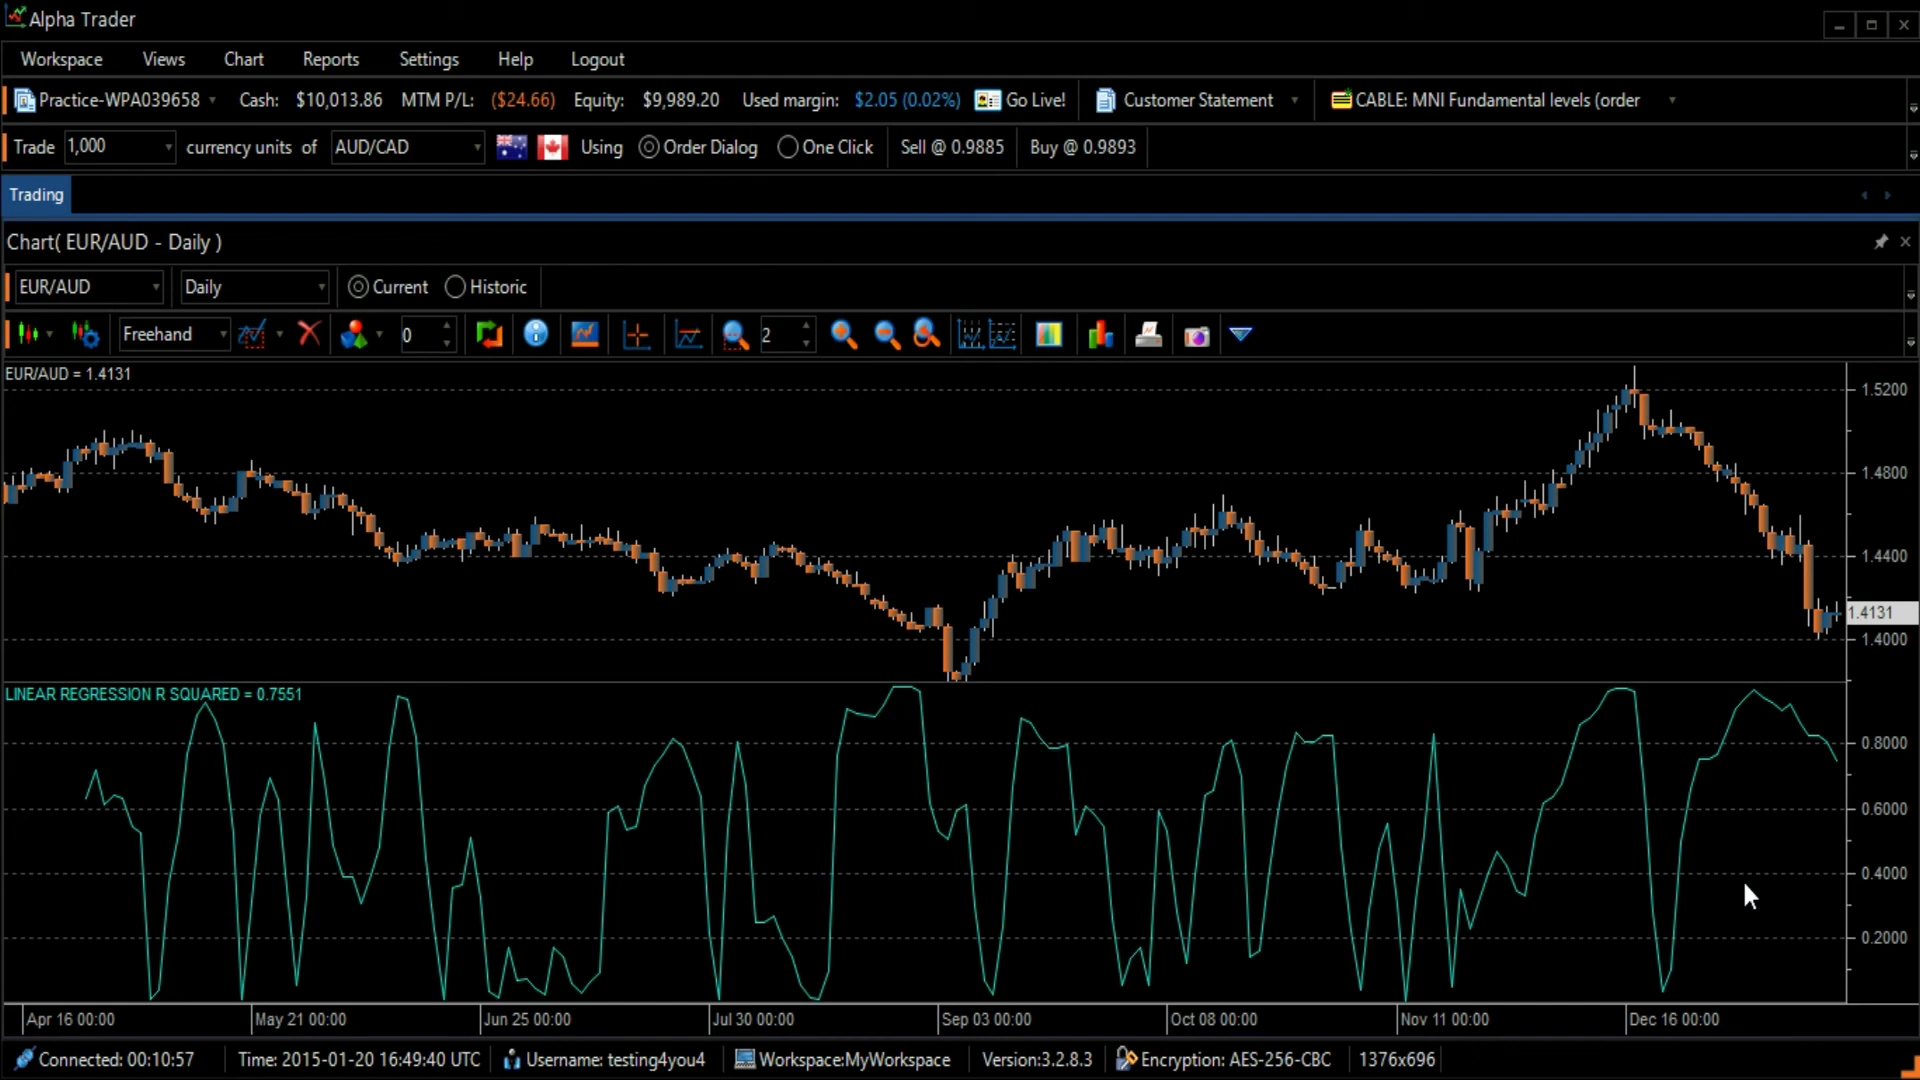 Alpha Trader
Workspace Views Chart Reports Settings Help Logout
Practice-WPA039658 Cash: $10,013.86 MTM P/L: ($24.66) Equity: $9,989.20 Used margin: $2.05 (0.02%) Go Live! Customer Statement CABLE: MNI Fundamental levels (order
Trade 1,000 currency units of AUD/CAD Using Order Dialog One Click Sell @ 0.9885 Buy @ 0.9893
Trading
Chart( EUR/AUD - Daily )
EUR/AUD Daily Current Historic
Freehand 0 2
EUR/AUD = 1.4131
1.5200
1.4800
1.4400
1.4131
1.4000
LINEAR REGRESSION R SQUARED = 0.7551
0.8000
0.6000
0.4000
0.2000
Apr 16 00:00 May 21 00:00 Jun 25 00:00 Jul 30 00:00 Sep 03 00:00 Oct 08 00:00 Nov 11 00:00 Dec 16 00:00
Connected: 00:10:57 Time: 2015-01-20 16:49:40 UTC Username: testing4you4 Workspace:MyWorkspace Version:3.2.8.3 Encryption: AES-256-CBC 1376x696